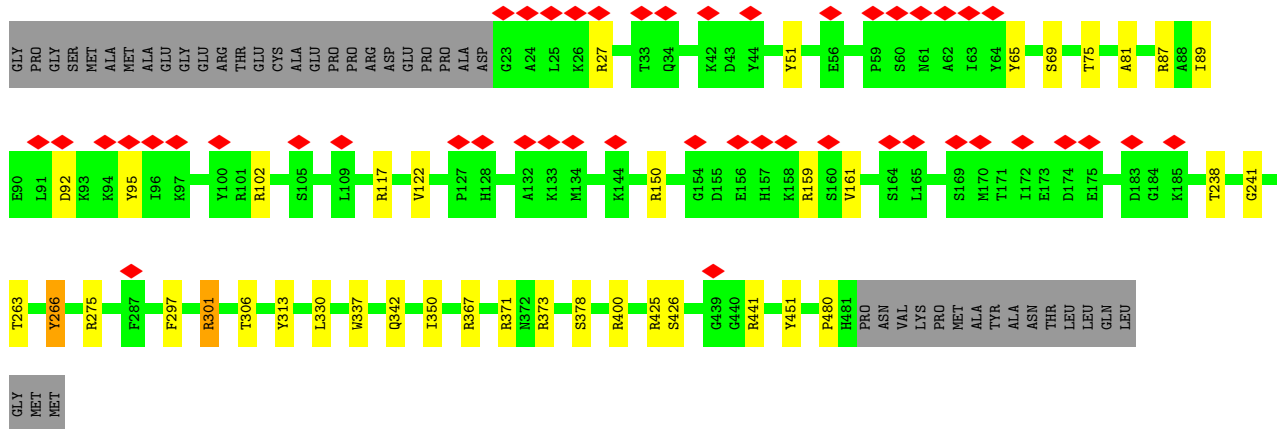 GLY PRO GLY SER MET ALA MET ALA GLU GLY GLU ARG THR GLU CYS ALA GLU PRO PRO ARG ASP GLU PRO PRO ALA ASP G23 A24 L25 K26 R27 T33 Q34 K42 D43 Y44 Y51 E56 P59 S60 N61 A62 I63 Y64 Y65 S69 T75 A81 R87 A88 I89
E90 L91 D92 K93 K94 Y95 I96 K97 Y100 R101 R102 S105 L109 R117 V122 P127 H128 A132 K133 M134 K144 R150 G154 D155 E156 H157 K158 R159 S160 V161 S164 L165 S169 M170 T171 I172 E173 D174 E175 D183 G184 K185 T238 G241
T263 Y266 R275 F287 F297 R301 T306 Y313 L330 W337 Q342 I350 R367 R371 N372 R373 S378 R400 R425 S426 G439 G440 R441 Y451 P480 H481 PRO ASN VAL LYS PRO MET ALA TYR ALA ASN THR LEU LEU GLN LEU
GLY MET MET